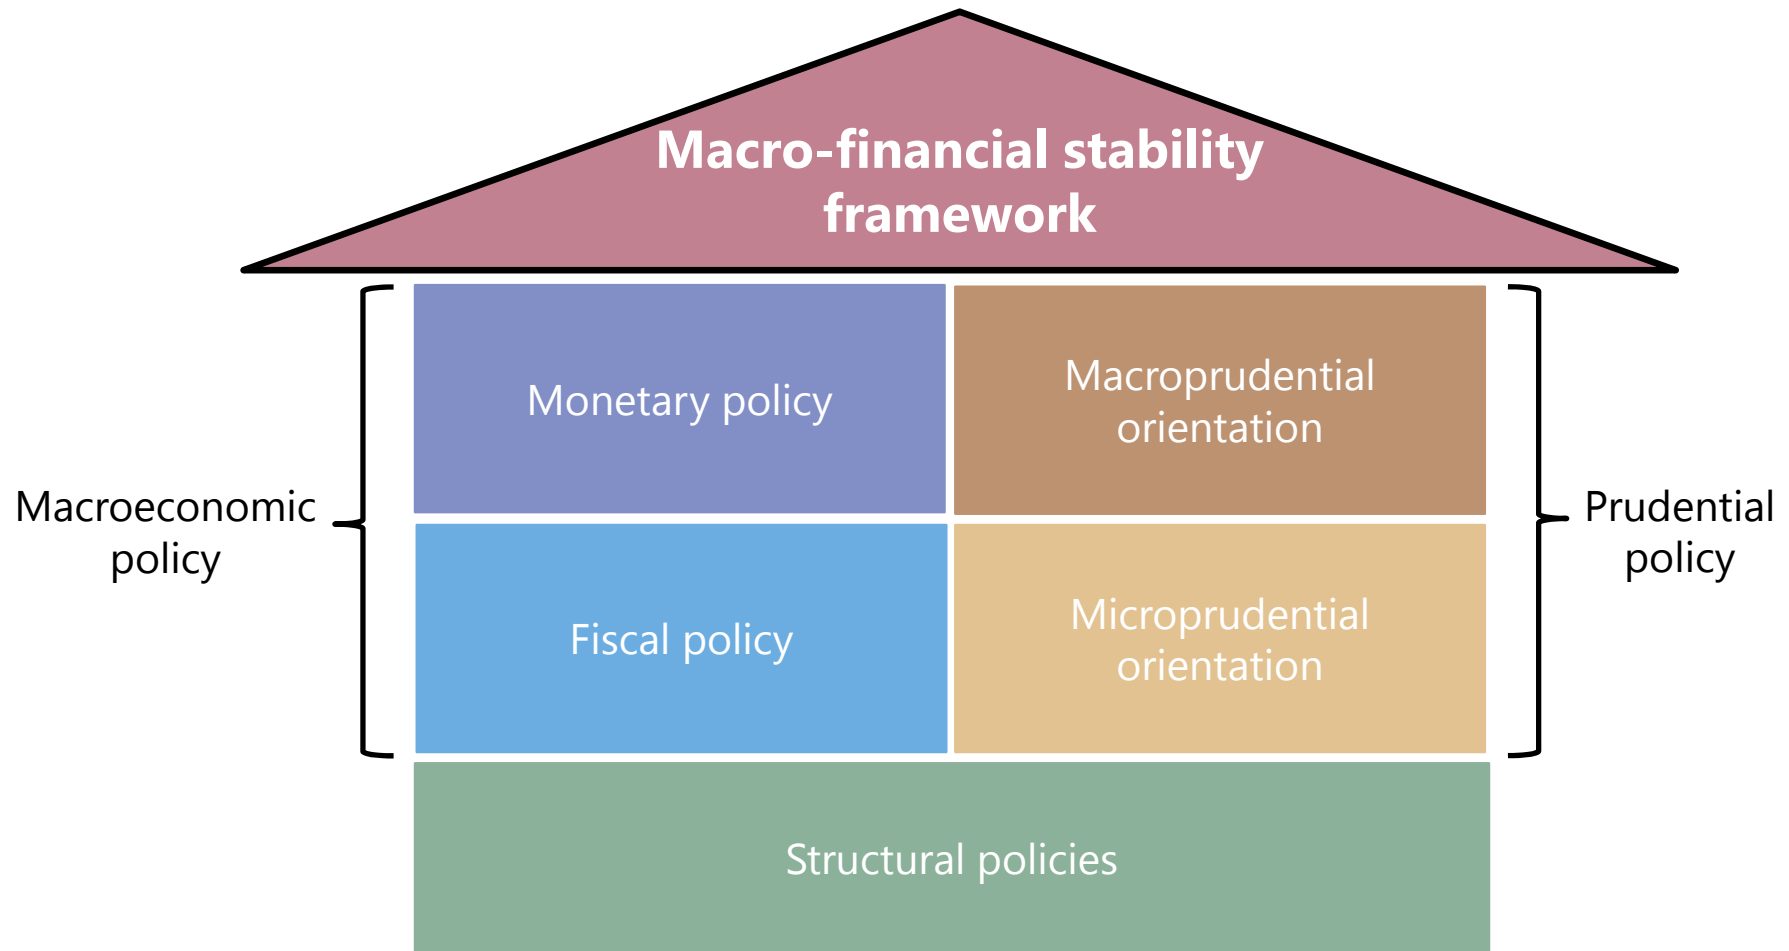 Macro-financial stability
framework
Monetary policy
Macroprudential
orientation
Macroeconomic
policy
Prudential
policy
Fiscal policy
Microprudential
orientation
Structural policies